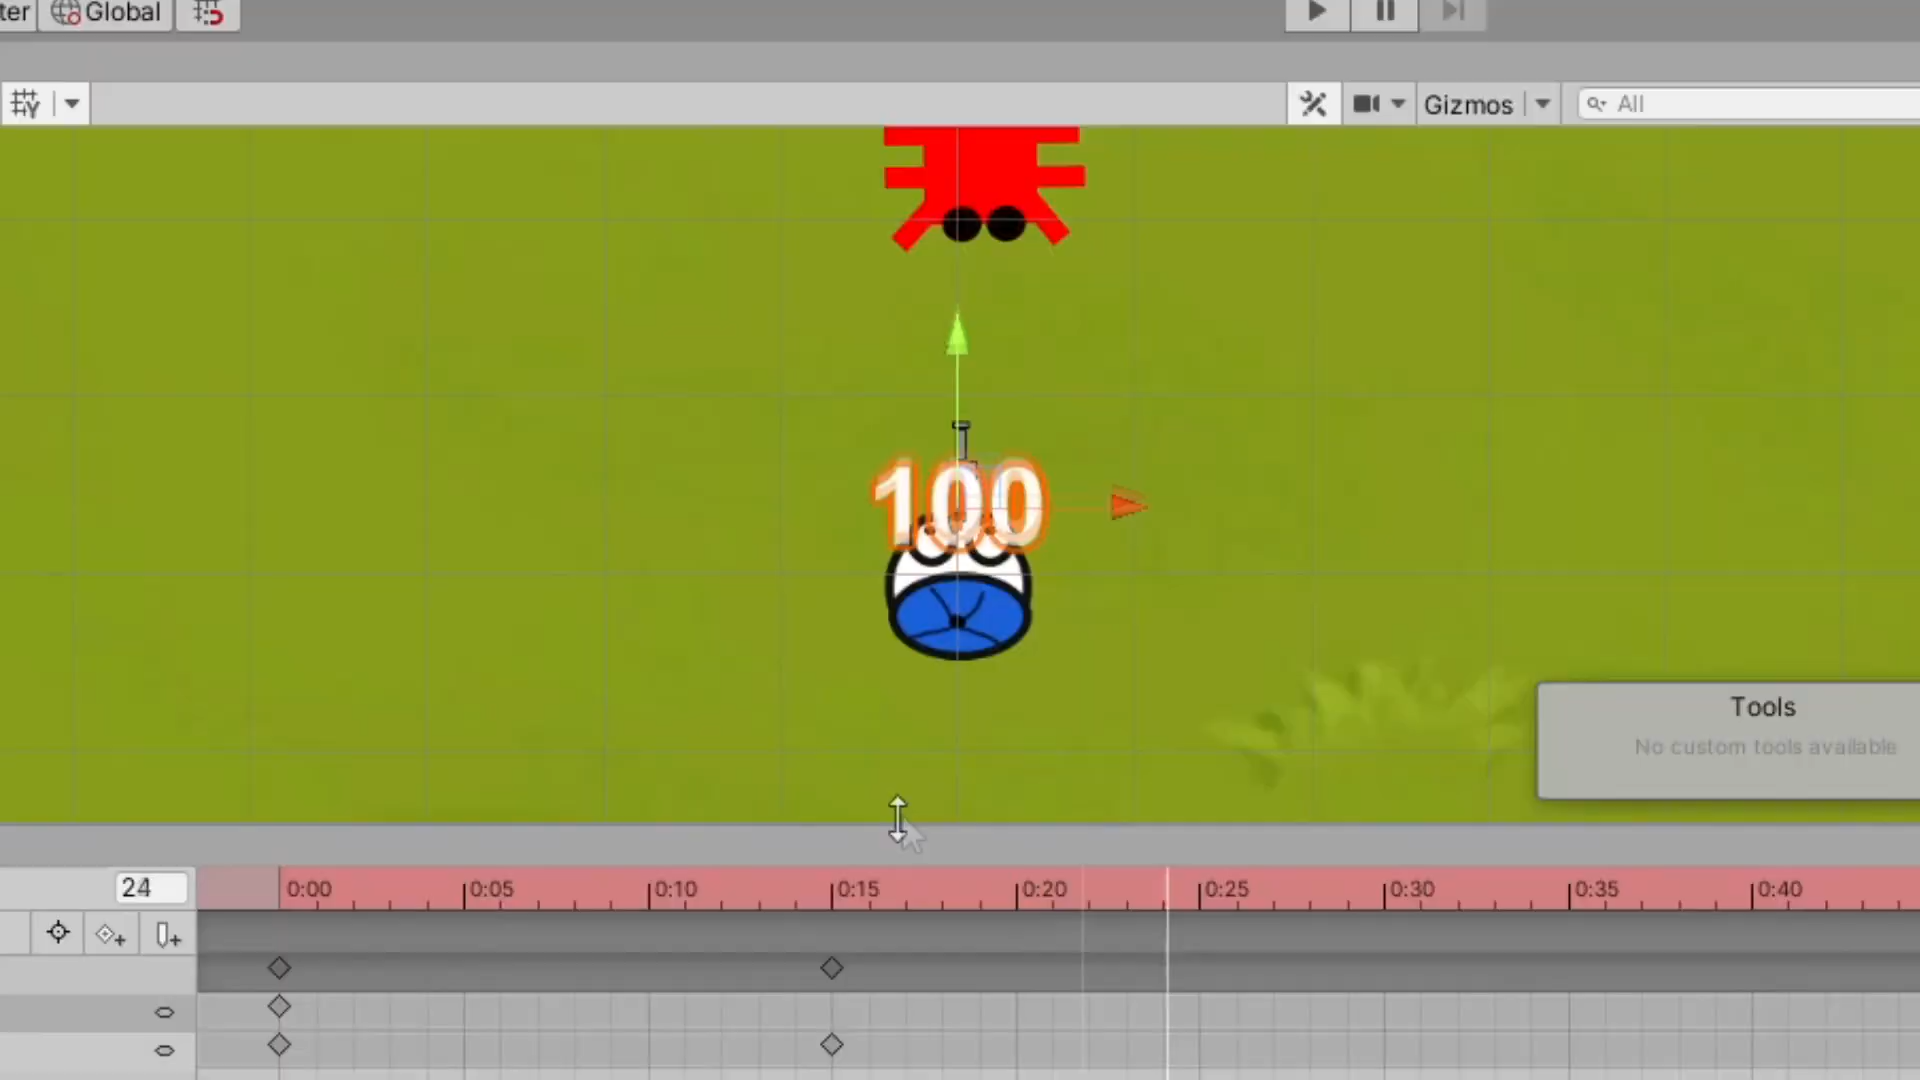 ter Global
Gizmos All
100
Tools
No custom tools available
24 0:00 0:05 0:10 0:15 0:20 0:25 0:30 0:35 0:40